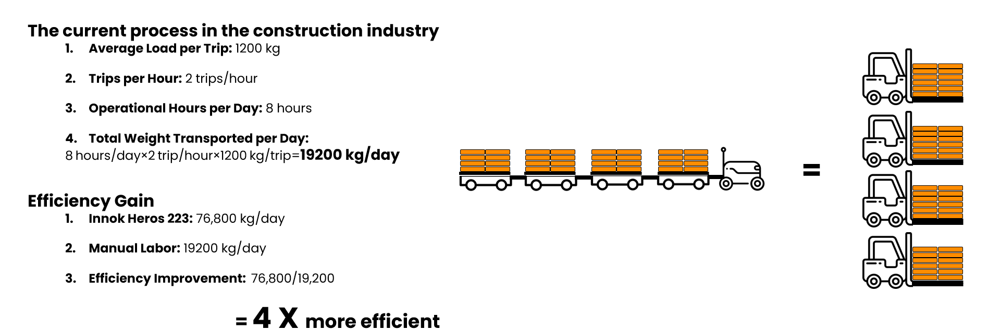 The current process in the construction industry
1. Average Load per Trip: 1200 kg
2. Trips per Hour: 2 trips/hour
3. Operational Hours per Day: 8 hours
4. Total Weight Transported per Day:
8 hours/day×2 trip/hour×1200 kg/trip=19200 kg/day
Efficiency Gain
1. Innok Heros 223: 76,800 kg/day
2. Manual Labor: 19200 kg/day
3. Efficiency Improvement: 76,800/19,200
= 4 X more efficient
=